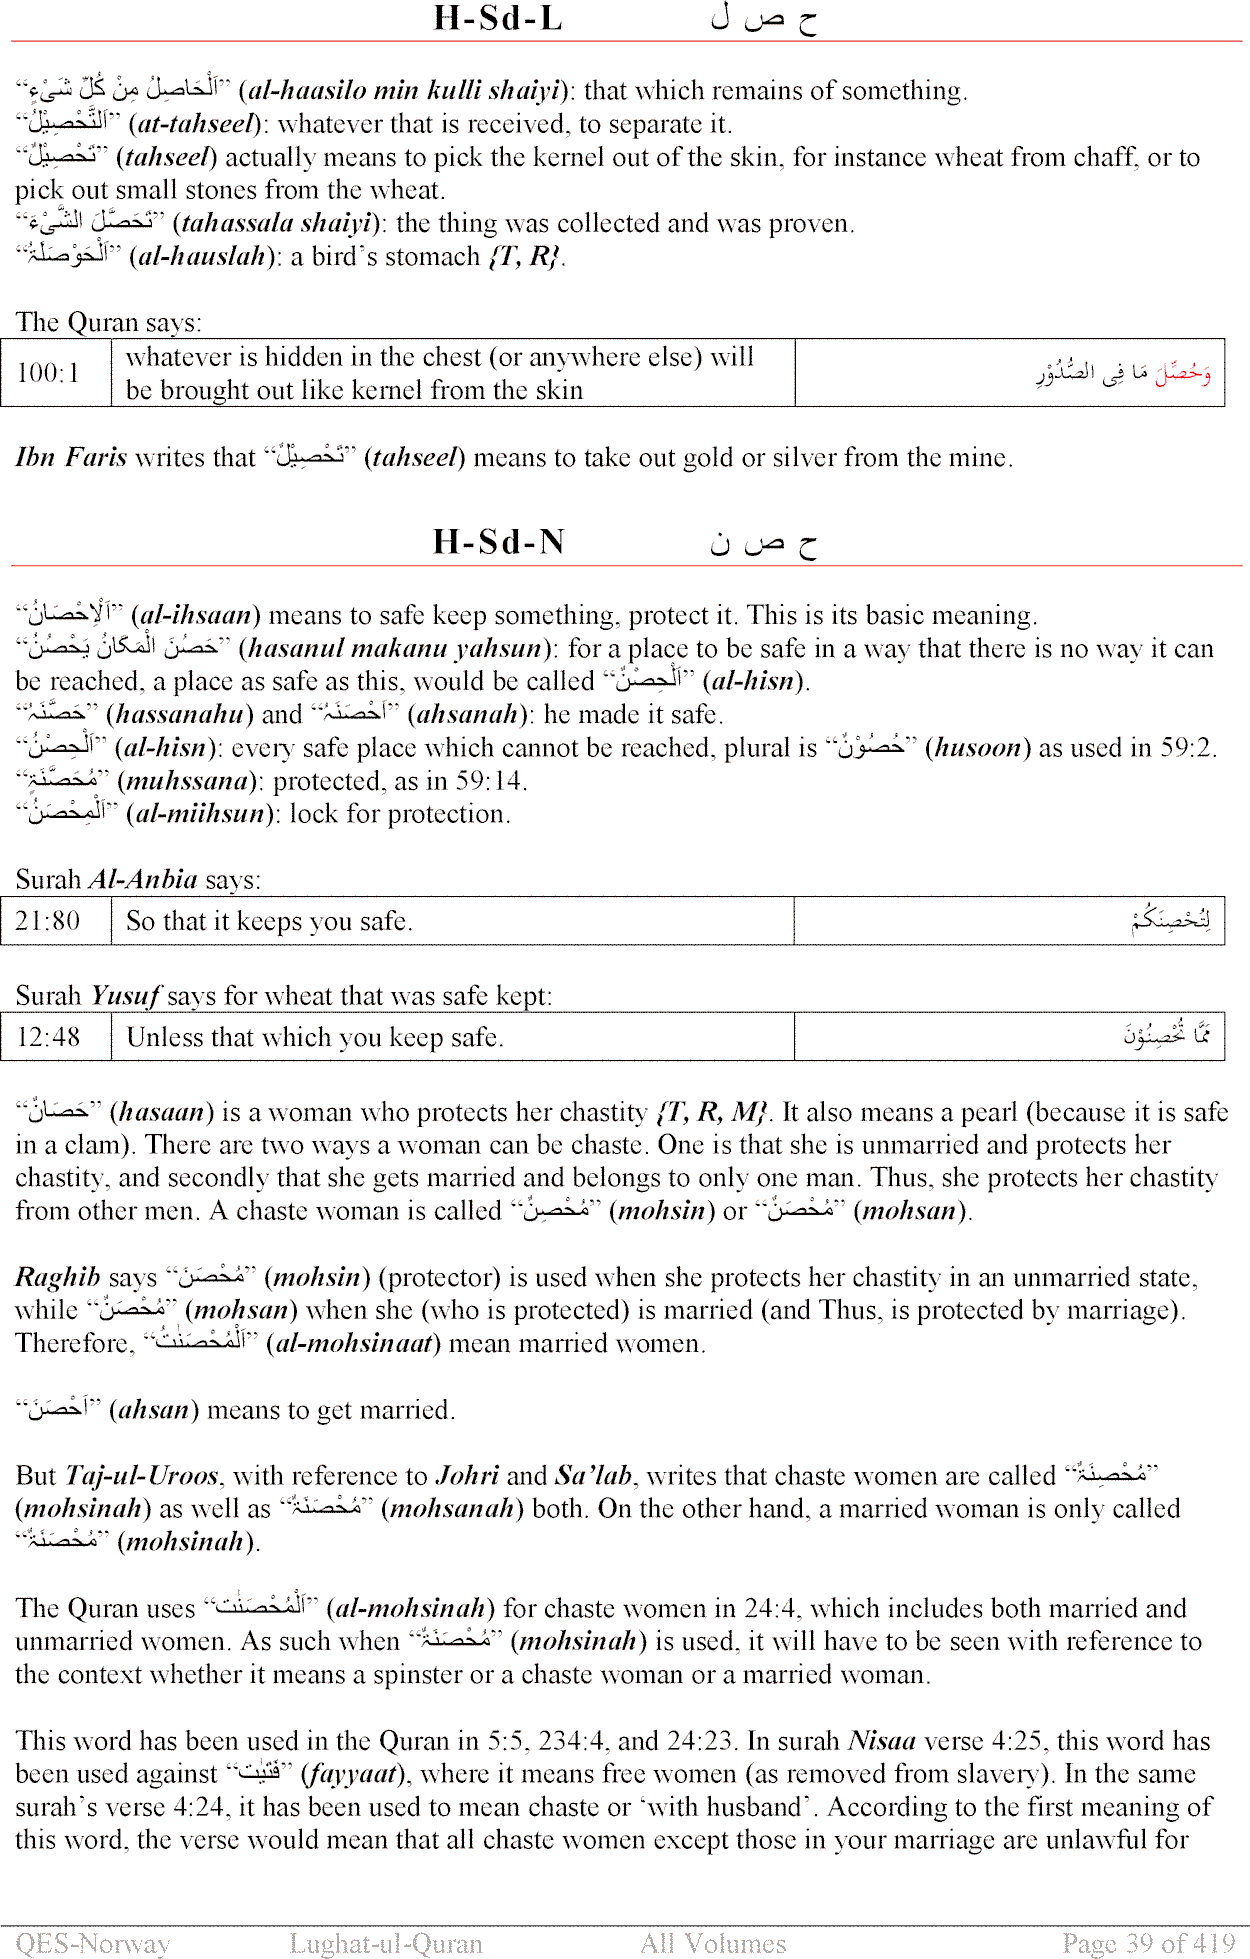 H-Sd-L ح ص ل
“اَلْحَاصِلُ مِنْ كُلِّ شَيْءٍ” (al-haasilo min kulli shaiyi): that which remains of something.
“اَلتَّحْصِيْلُ” (at-tahseel): whatever that is received, to separate it.
“تَحْصِيْلٌ” (tahseel) actually means to pick the kernel out of the skin, for instance wheat from chaff, or to
pick out small stones from the wheat.
“تَحَصَّلَ الشَّيْءُ” (tahassala shaiyi): the thing was collected and was proven.
“اَلْحَوْصَلَةُ” (al-hauslah): a bird’s stomach {T, R}.
The Quran says:
100:1 whatever is hidden in the chest (or anywhere else) will وَحُصِّلَ مَا فِى الصُّدُوْرِ
be brought out like kernel from the skin
Ibn Faris writes that “تَحْصِيْلٌ” (tahseel) means to take out gold or silver from the mine.
H-Sd-N ح ص ن
“اَلْاِحْصَانُ” (al-ihsaan) means to safe keep something, protect it. This is its basic meaning.
“حَصُنَ الْمَكَانُ يَحْصُنُ” (hasanul makanu yahsun): for a place to be safe in a way that there is no way it can
be reached, a place as safe as this, would be called “اَلْحِصْنُ” (al-hisn).
“حَصَّنَهٗ” (hassanahu) and “اَحْصَنَهٗ” (ahsanah): he made it safe.
“اَلْحِصْنُ” (al-hisn): every safe place which cannot be reached, plural is “حُصُوْنٌ” (husoon) as used in 59:2.
“مُحَصَّنَةٍ” (muhssana): protected, as in 59:14.
“اَلْمِحْصَنُ” (al-miihsun): lock for protection.
Surah Al-Anbia says:
21:80 So that it keeps you safe. لِتُحْصِنَكُمْ
Surah Yusuf says for wheat that was safe kept:
12:48 Unless that which you keep safe. مِمَّا تُحْصِنُوْنَ
“حَصَانٌ” (hasaan) is a woman who protects her chastity {T, R, M}. It also means a pearl (because it is safe
in a clam). There are two ways a woman can be chaste. One is that she is unmarried and protects her
chastity, and secondly that she gets married and belongs to only one man. Thus, she protects her chastity
from other men. A chaste woman is called “مُحْصِنٌ” (mohsin) or “مُحْصَنٌ” (mohsan).
Raghib says “مُحْصَنَ” (mohsin) (protector) is used when she protects her chastity in an unmarried state,
while “مُحْصَنٌ” (mohsan) when she (who is protected) is married (and Thus, is protected by marriage).
Therefore, “اَلْمُحْصَنٰتُ” (al-mohsinaat) mean married women.
“اَحْصَنَ” (ahsan) means to get married.
But Taj-ul-Uroos, with reference to Johri and Sa’lab, writes that chaste women are called “مُحْصِنَةٌ”
(mohsinah) as well as “مُحْصَنَةٌ” (mohsanah) both. On the other hand, a married woman is only called
“مُحْصَنَةٌ” (mohsinah).
The Quran uses “اَلْمُحْصَنٰت” (al-mohsinah) for chaste women in 24:4, which includes both married and
unmarried women. As such when “مُحْصَنَةٌ” (mohsinah) is used, it will have to be seen with reference to
the context whether it means a spinster or a chaste woman or a married woman.
This word has been used in the Quran in 5:5, 234:4, and 24:23. In surah Nisaa verse 4:25, this word has
been used against “فَتَيٰت” (fayyaat), where it means free women (as removed from slavery). In the same
surah’s verse 4:24, it has been used to mean chaste or ‘with husband’. According to the first meaning of
this word, the verse would mean that all chaste women except those in your marriage are unlawful for
QES-Norway Lughat-ul-Quran All Volumes Page 39 of 419